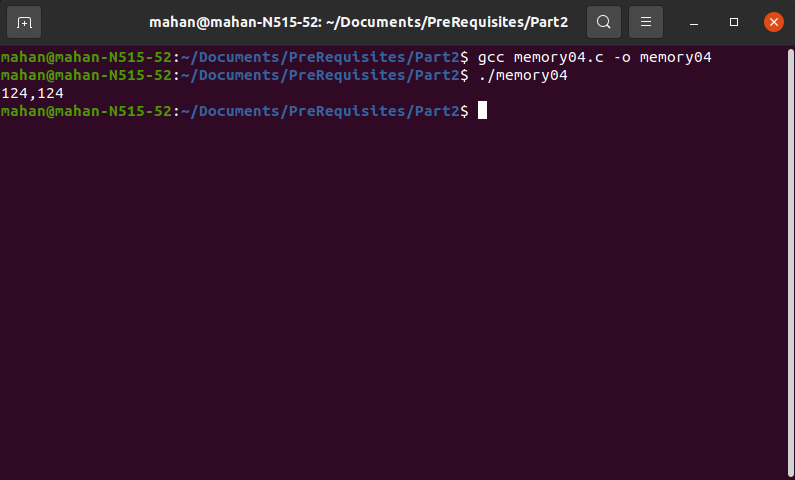 mahan@mahan-N515-52: ~/Documents/PreRequisites/Part2
mahan@mahan-N515-52:~/Documents/PreRequisites/Part2$ gcc memory04.c -o memory04
mahan@mahan-N515-52:~/Documents/PreRequisites/Part2$ ./memory04
124,124
mahan@mahan-N515-52:~/Documents/PreRequisites/Part2$